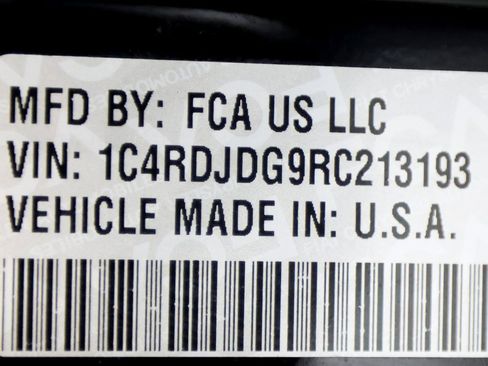 MFD BY: FCA US LLC
VIN: 1C4RDJDG9RC213193
VEHICLE MADE IN: U.S.A.